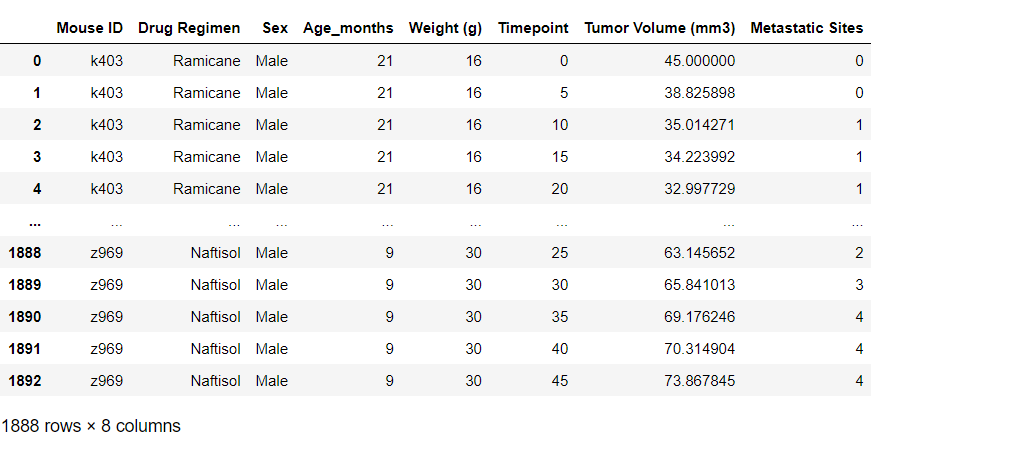 Mouse ID Drug Regimen Sex Age_months Weight (g) Timepoint Tumor Volume (mm3) Metastatic Sites
0 k403 Ramicane Male 21 16 0 45.000000 0
1 k403 Ramicane Male 21 16 5 38.825898 0
2 k403 Ramicane Male 21 16 10 35.014271 1
3 k403 Ramicane Male 21 16 15 34.223992 1
4 k403 Ramicane Male 21 16 20 32.997729 1
... ... ... ... ... ... ... ... ...
1888 z969 Naftisol Male 9 30 25 63.145652 2
1889 z969 Naftisol Male 9 30 30 65.841013 3
1890 z969 Naftisol Male 9 30 35 69.176246 4
1891 z969 Naftisol Male 9 30 40 70.314904 4
1892 z969 Naftisol Male 9 30 45 73.867845 4
1888 rows × 8 columns